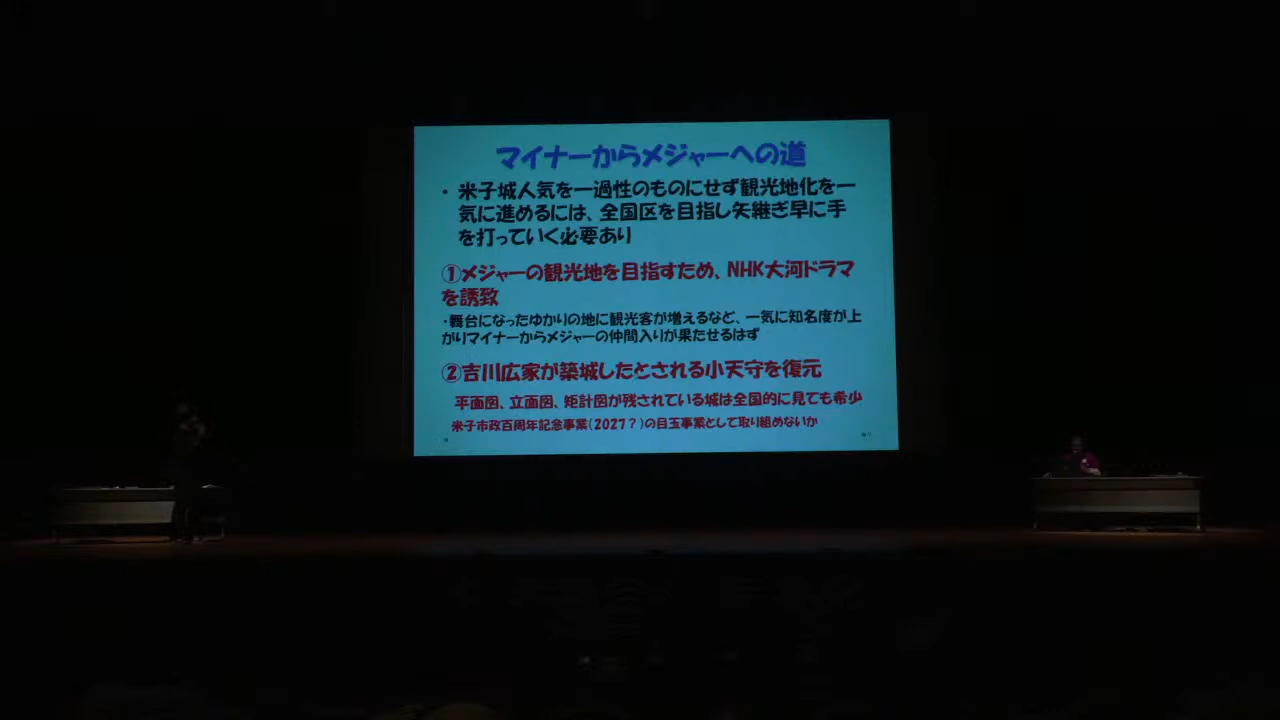 マイナーからメジャーへの道
・米子城人気を一過性のものにせず観光地化を一
気に進めるには、全国区を目指し矢継ぎ早に手
を打っていく必要あり
①メジャーの観光地を目指すため、NHK大河ドラマ
を誘致
・舞台になったゆかりの地に観光客が増えるなど、一気に知名度が上
がりマイナーからメジャーの仲間入りが果たせるはず
②吉川広家が築城したとされる小天守を復元
平面図、立面図、矩計図が残されている城は全国的に見ても希少
米子市政百周年記念事業(2027?)の目玉事業として取り組めないか